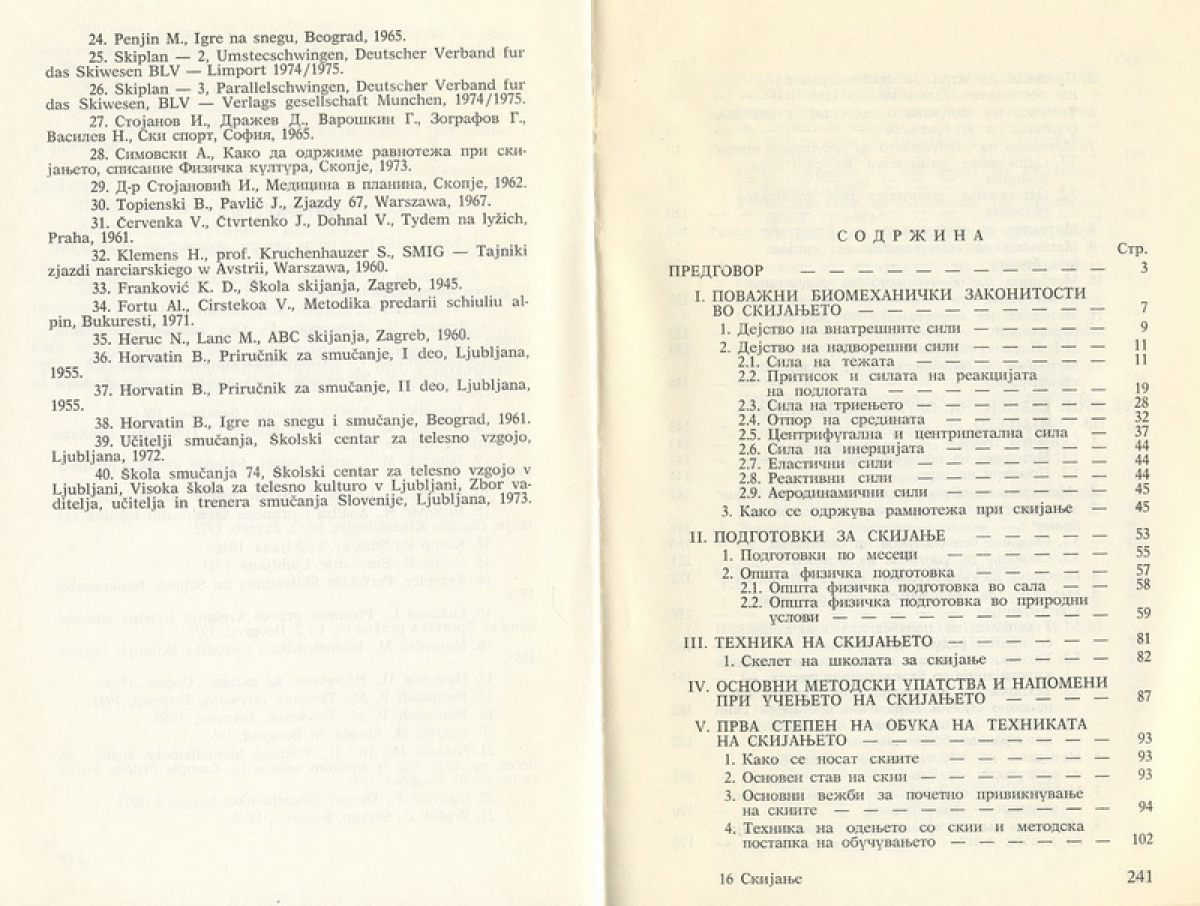 24. Penjin M., Igre na snegu, Beograd, 1965.
25. Skiplan — 2, Umstecschwingen, Deutscher Verband fur
das Skiwesen BLV — Limport 1974/1975.
26. Skiplan — 3, Parallelschwingen, Deutscher Verband fur
das Skiwesen, BLV — Verlags gesellschaft Munchen, 1974/1975.
27. Стојанов И., Дражев Д., Варошкин Г., Зографов Г.,
Василев Н., Ски спорт, София, 1965.
28. Симовски А., Како да одржиме равнотежа при ски-
јањето, списание Физичка култура, Скопје, 1973.
29. Д-р Стојановиħ И., Медицина в планина, Скопје, 1962.
30. Topienski B., Pavlič J., Zjazdy 67, Warszawa, 1967.
31. Červenka V., Čtvrtenko J., Dohnal V., Tydem na lyžich,
Praha, 1961.
32. Klemens H., prof. Kruchenhauzer S., SMIG — Tajniki
zjazdi narciarskiego w Avstrii, Warszawa, 1960.
33. Franković K. D., Škola skijanja, Zagreb, 1945.
34. Fortu Al., Cirstekoa V., Metodika predarii schiuliu al-
pin, Bukuresti, 1971.
35. Heruc N., Lanc M., ABC skijanja, Zagreb, 1960.
36. Horvatin B., Priručnik za smučanje, I deo, Ljubljana,
1955.
37. Horvatin B., Priručnik za smučanje, II deo, Ljubljana,
1955.
38. Horvatin B., Igre na snegu i smučanje, Beograd, 1961.
39. Učitelji smučanja, Školski centar za telesno vzgojo,
Ljubljana, 1972.
40. Škola smučanja 74, Školski centar za telesno vzgojo v
Ljubljani, Visoka škola za telesno kulturo v Ljubljani, Zbor va-
ditelja, učitelja in trenera smučanja Slovenije, Ljubljana, 1973.
СОДРЖИНА
Стр.
ПРЕДГОВОР — — — — — — — — — — 3
I. ПОВАЖНИ БИОМЕХАНИЧКИ ЗАКОНИТОСТИ
ВО СКИЈАЊЕТО — — — — — — — — 7
1. Дејство на внатрешните сили — — — — — 9
2. Дејство на надворешни сили — — — — — 11
2.1. Сила на тежата — — — — — — — 11
2.2. Притисок и силата на реакцијата
на подлогата — — — — — — — 19
2.3. Сила на триењето — — — — — — 28
2.4. Отпор на средината — — — — — — 32
2.5. Центрифугална и центрипетална сила — 37
2.6. Сила на инерцијата — — — — — — 44
2.7. Еластични сили — — — — — — — 44
2.8. Реактивни сили — — — — — — — 44
2.9. Аеродинамични сили — — — — — — 45
3. Како се одржува рамнотежа при скијање — 45
II. ПОДГОТОВКИ ЗА СКИЈАЊЕ — — — — — 53
1. Подготовки по месеци — — — — — — 55
2. Општа физичка подготовка — — — — — 57
2.1. Општа физичка подготовка во сала — — 58
2.2. Општа физичка подготовка во природни
услови — — — — — — — — — 59
III. ТЕХНИКА НА СКИЈАЊЕТО — — — — — — 81
1. Скелет на школата за скијање — — — — 82
IV. ОСНОВНИ МЕТОДСКИ УПАТСТВА И НАПОМЕНИ
ПРИ УЧЕЊЕТО НА СКИЈАЊЕТО — — — — 87
V. ПРВА СТЕПЕН НА ОБУКА НА ТЕХНИКАТА
НА СКИЈАЊЕТО — — — — — — — — 93
1. Како се носат скиите — — — — — — 93
2. Основен став на скии — — — — — — 93
3. Основни вежби за почетно привикнување
на скиите — — — — — — — — — 94
4. Техника на одењето со скии и методска
постапка на обучувањето — — — — — — 102
16 Скијање
241